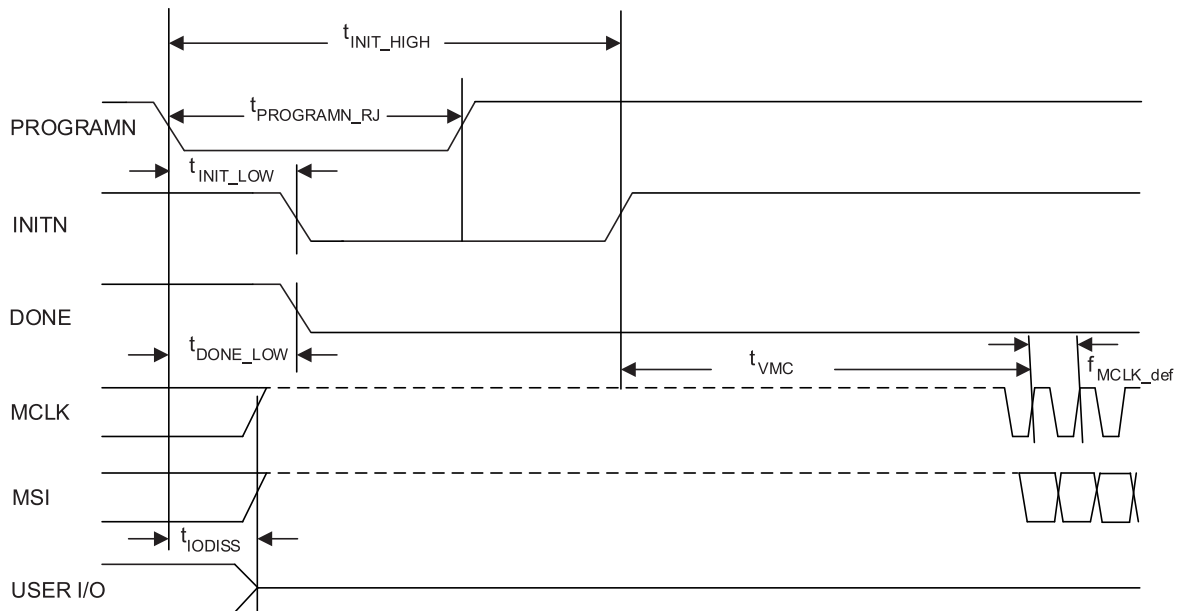 tINIT_HIGH
tPROGRAMN_RJ
PROGRAMN
tINIT_LOW
INITN
DONE
tDONE_LOW
tVMC
fMCLK_def
MCLK
MSI
tIODISS
USER I/O